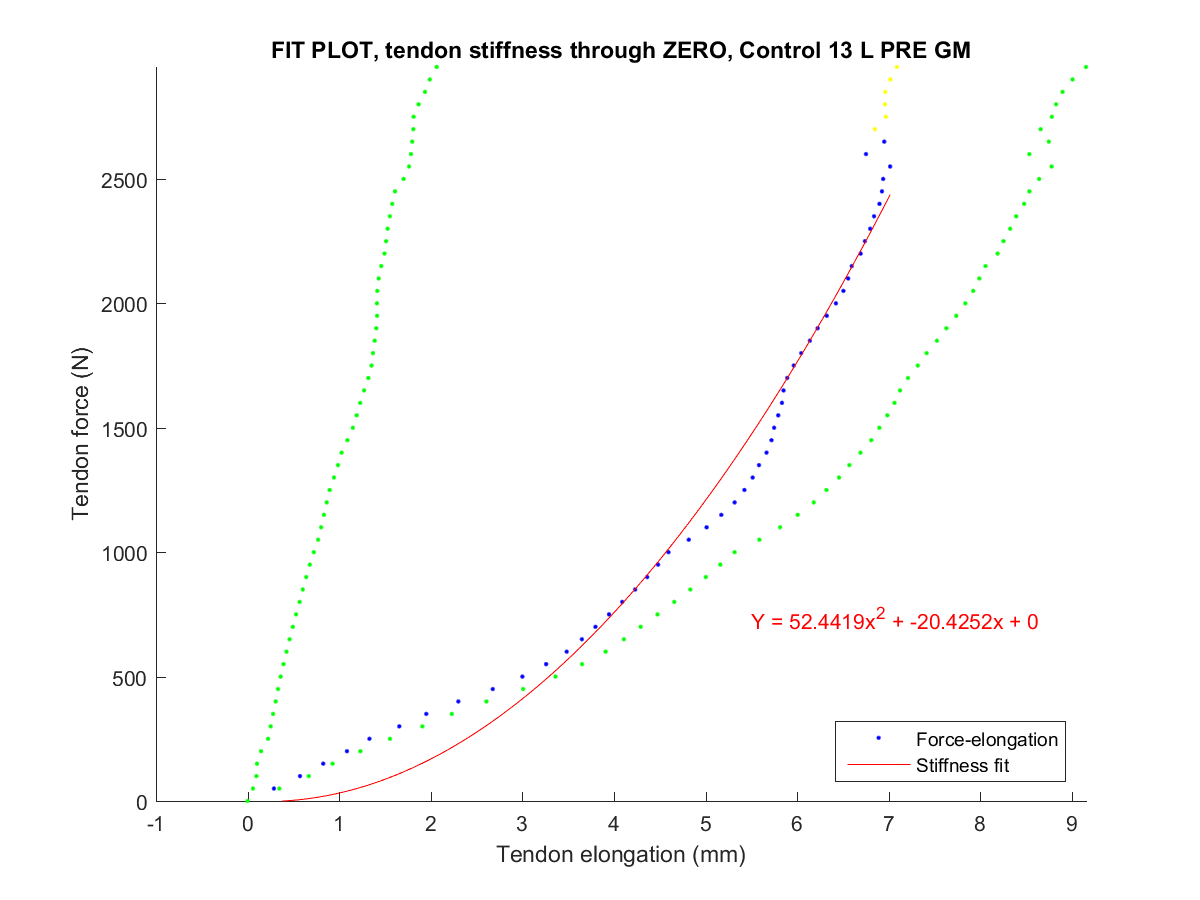 FIT PLOT, tendon stiffness through ZERO, Control 13 L PRE GM
2500
2000
1500
1000
500
0
Tendon force (N)
Y = 52.4419x² + -20.4252x + 0
Force-elongation
Stiffness fit
-1 0 1 2 3 4 5 6 7 8 9
Tendon elongation (mm)